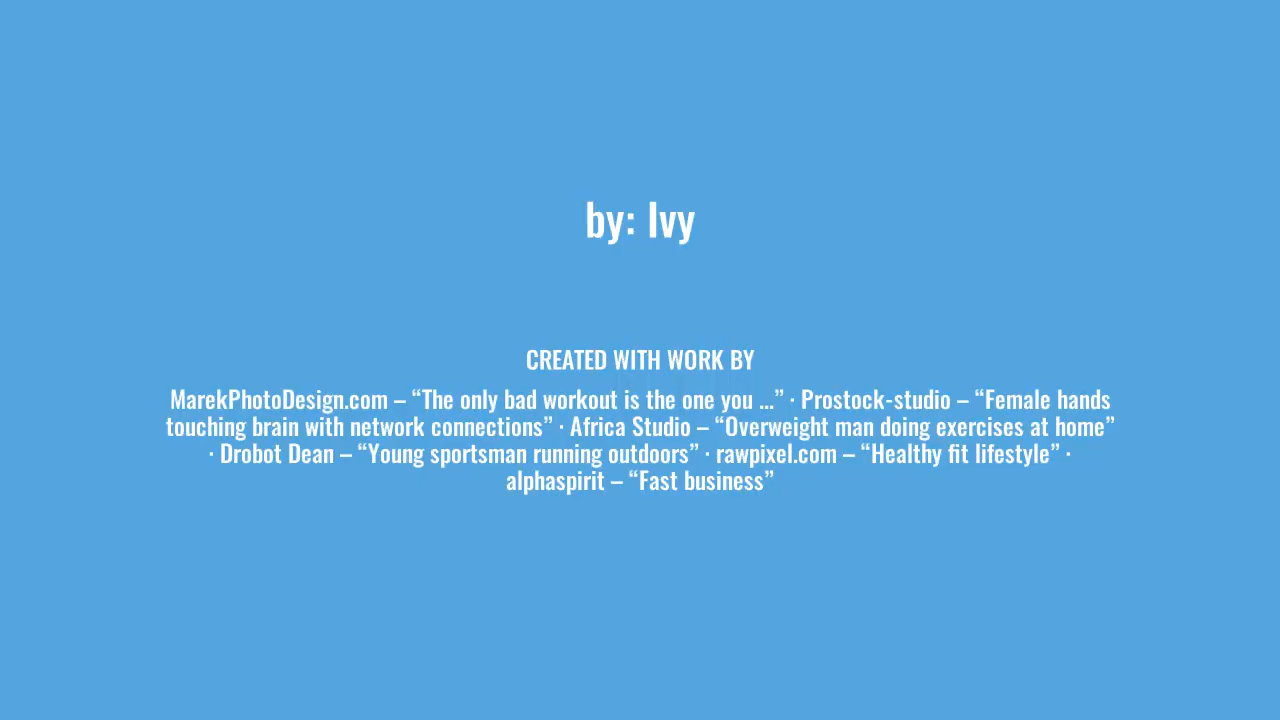 by: Ivy
CREATED WITH WORK BY
MarekPhotoDesign.com – “The only bad workout is the one you ...” · Prostock-studio – “Female hands
touching brain with network connections” · Africa Studio – “Overweight man doing exercises at home”
· Drobot Dean – “Young sportsman running outdoors” · rawpixel.com – “Healthy fit lifestyle” ·
alphaspirit – “Fast business”